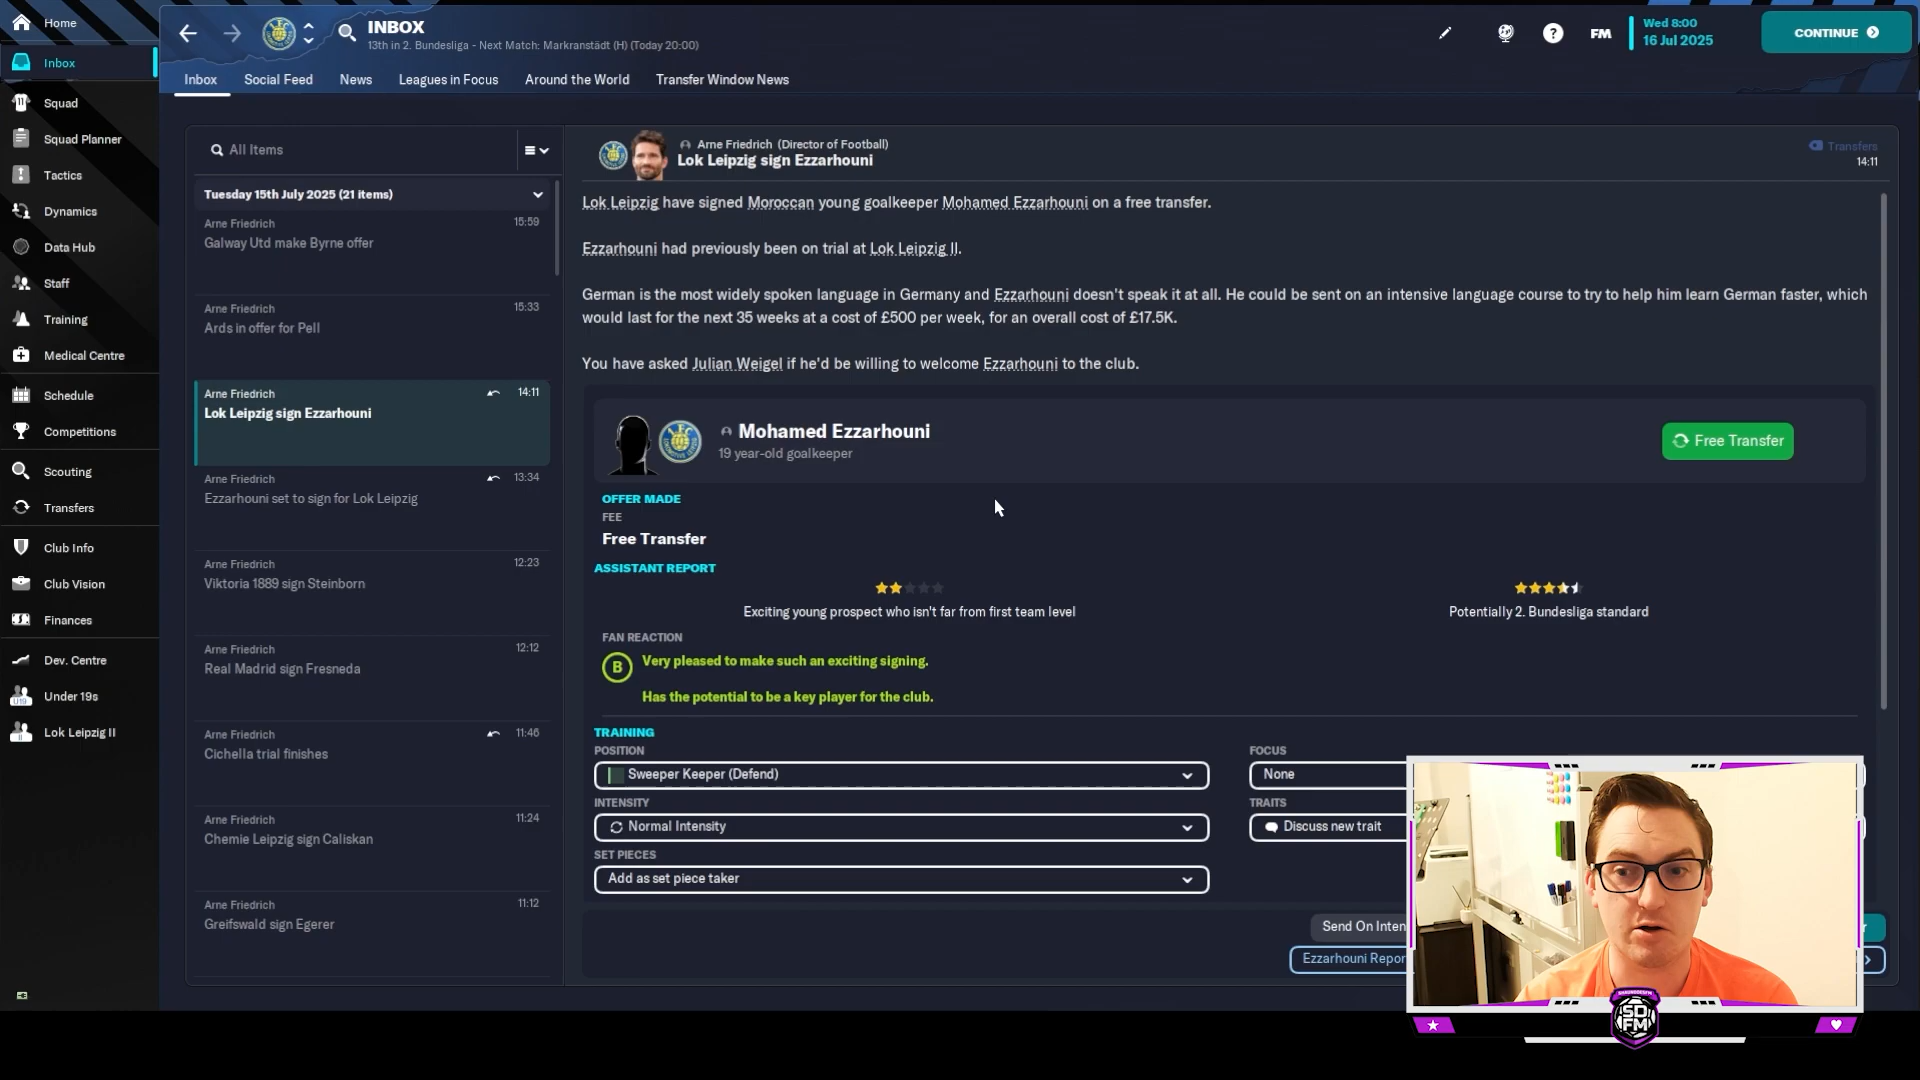 Home
Inbox
Squad
Squad Planner
Tactics
Dynamics
Data Hub
Staff
Training
Medical Centre
Schedule
Competitions
Scouting
Transfers
Club Info
Club Vision
Finances
Dev. Centre
Under 19s
Lok Leipzig II
INBOX
13th in 2. Bundesliga - Next Match: Markranstädt (H) (Today 20:00)
FM
Wed 8:00
16 Jul 2025
CONTINUE
Inbox Social Feed News Leagues in Focus Around the World Transfer Window News
All Items
Tuesday 15th July 2025 (21 items)
Arne Friedrich 15:59
Galway Utd make Byrne offer
Arne Friedrich 15:33
Ards in offer for Pell
Arne Friedrich 14:11
Lok Leipzig sign Ezzarhouni
Arne Friedrich 13:34
Ezzarhouni set to sign for Lok Leipzig
Arne Friedrich 12:23
Viktoria 1889 sign Steinborn
Arne Friedrich 12:12
Real Madrid sign Fresneda
Arne Friedrich 11:46
Cichella trial finishes
Arne Friedrich 11:24
Chemie Leipzig sign Caliskan
Arne Friedrich 11:12
Greifswald sign Egerer
Arne Friedrich (Director of Football)
Lok Leipzig sign Ezzarhouni
Transfers
14:11
Lok Leipzig have signed Moroccan young goalkeeper Mohamed Ezzarhouni on a free transfer.
Ezzarhouni had previously been on trial at Lok Leipzig II.
German is the most widely spoken language in Germany and Ezzarhouni doesn't speak it at all. He could be sent on an intensive language course to try to help him learn German faster, which
would last for the next 35 weeks at a cost of £500 per week, for an overall cost of £17.5K.
You have asked Julian Weigel if he'd be willing to welcome Ezzarhouni to the club.
Mohamed Ezzarhouni
19 year-old goalkeeper
Free Transfer
OFFER MADE
FEE
Free Transfer
ASSISTANT REPORT
Exciting young prospect who isn't far from first team level
Potentially 2. Bundesliga standard
FAN REACTION
B
Very pleased to make such an exciting signing.
Has the potential to be a key player for the club.
TRAINING
POSITION
Sweeper Keeper (Defend)
FOCUS
None
INTENSITY
Normal Intensity
TRAITS
Discuss new trait
SET PIECES
Add as set piece taker
Send On Inten
Ezzarhouni Repor
SD
FM